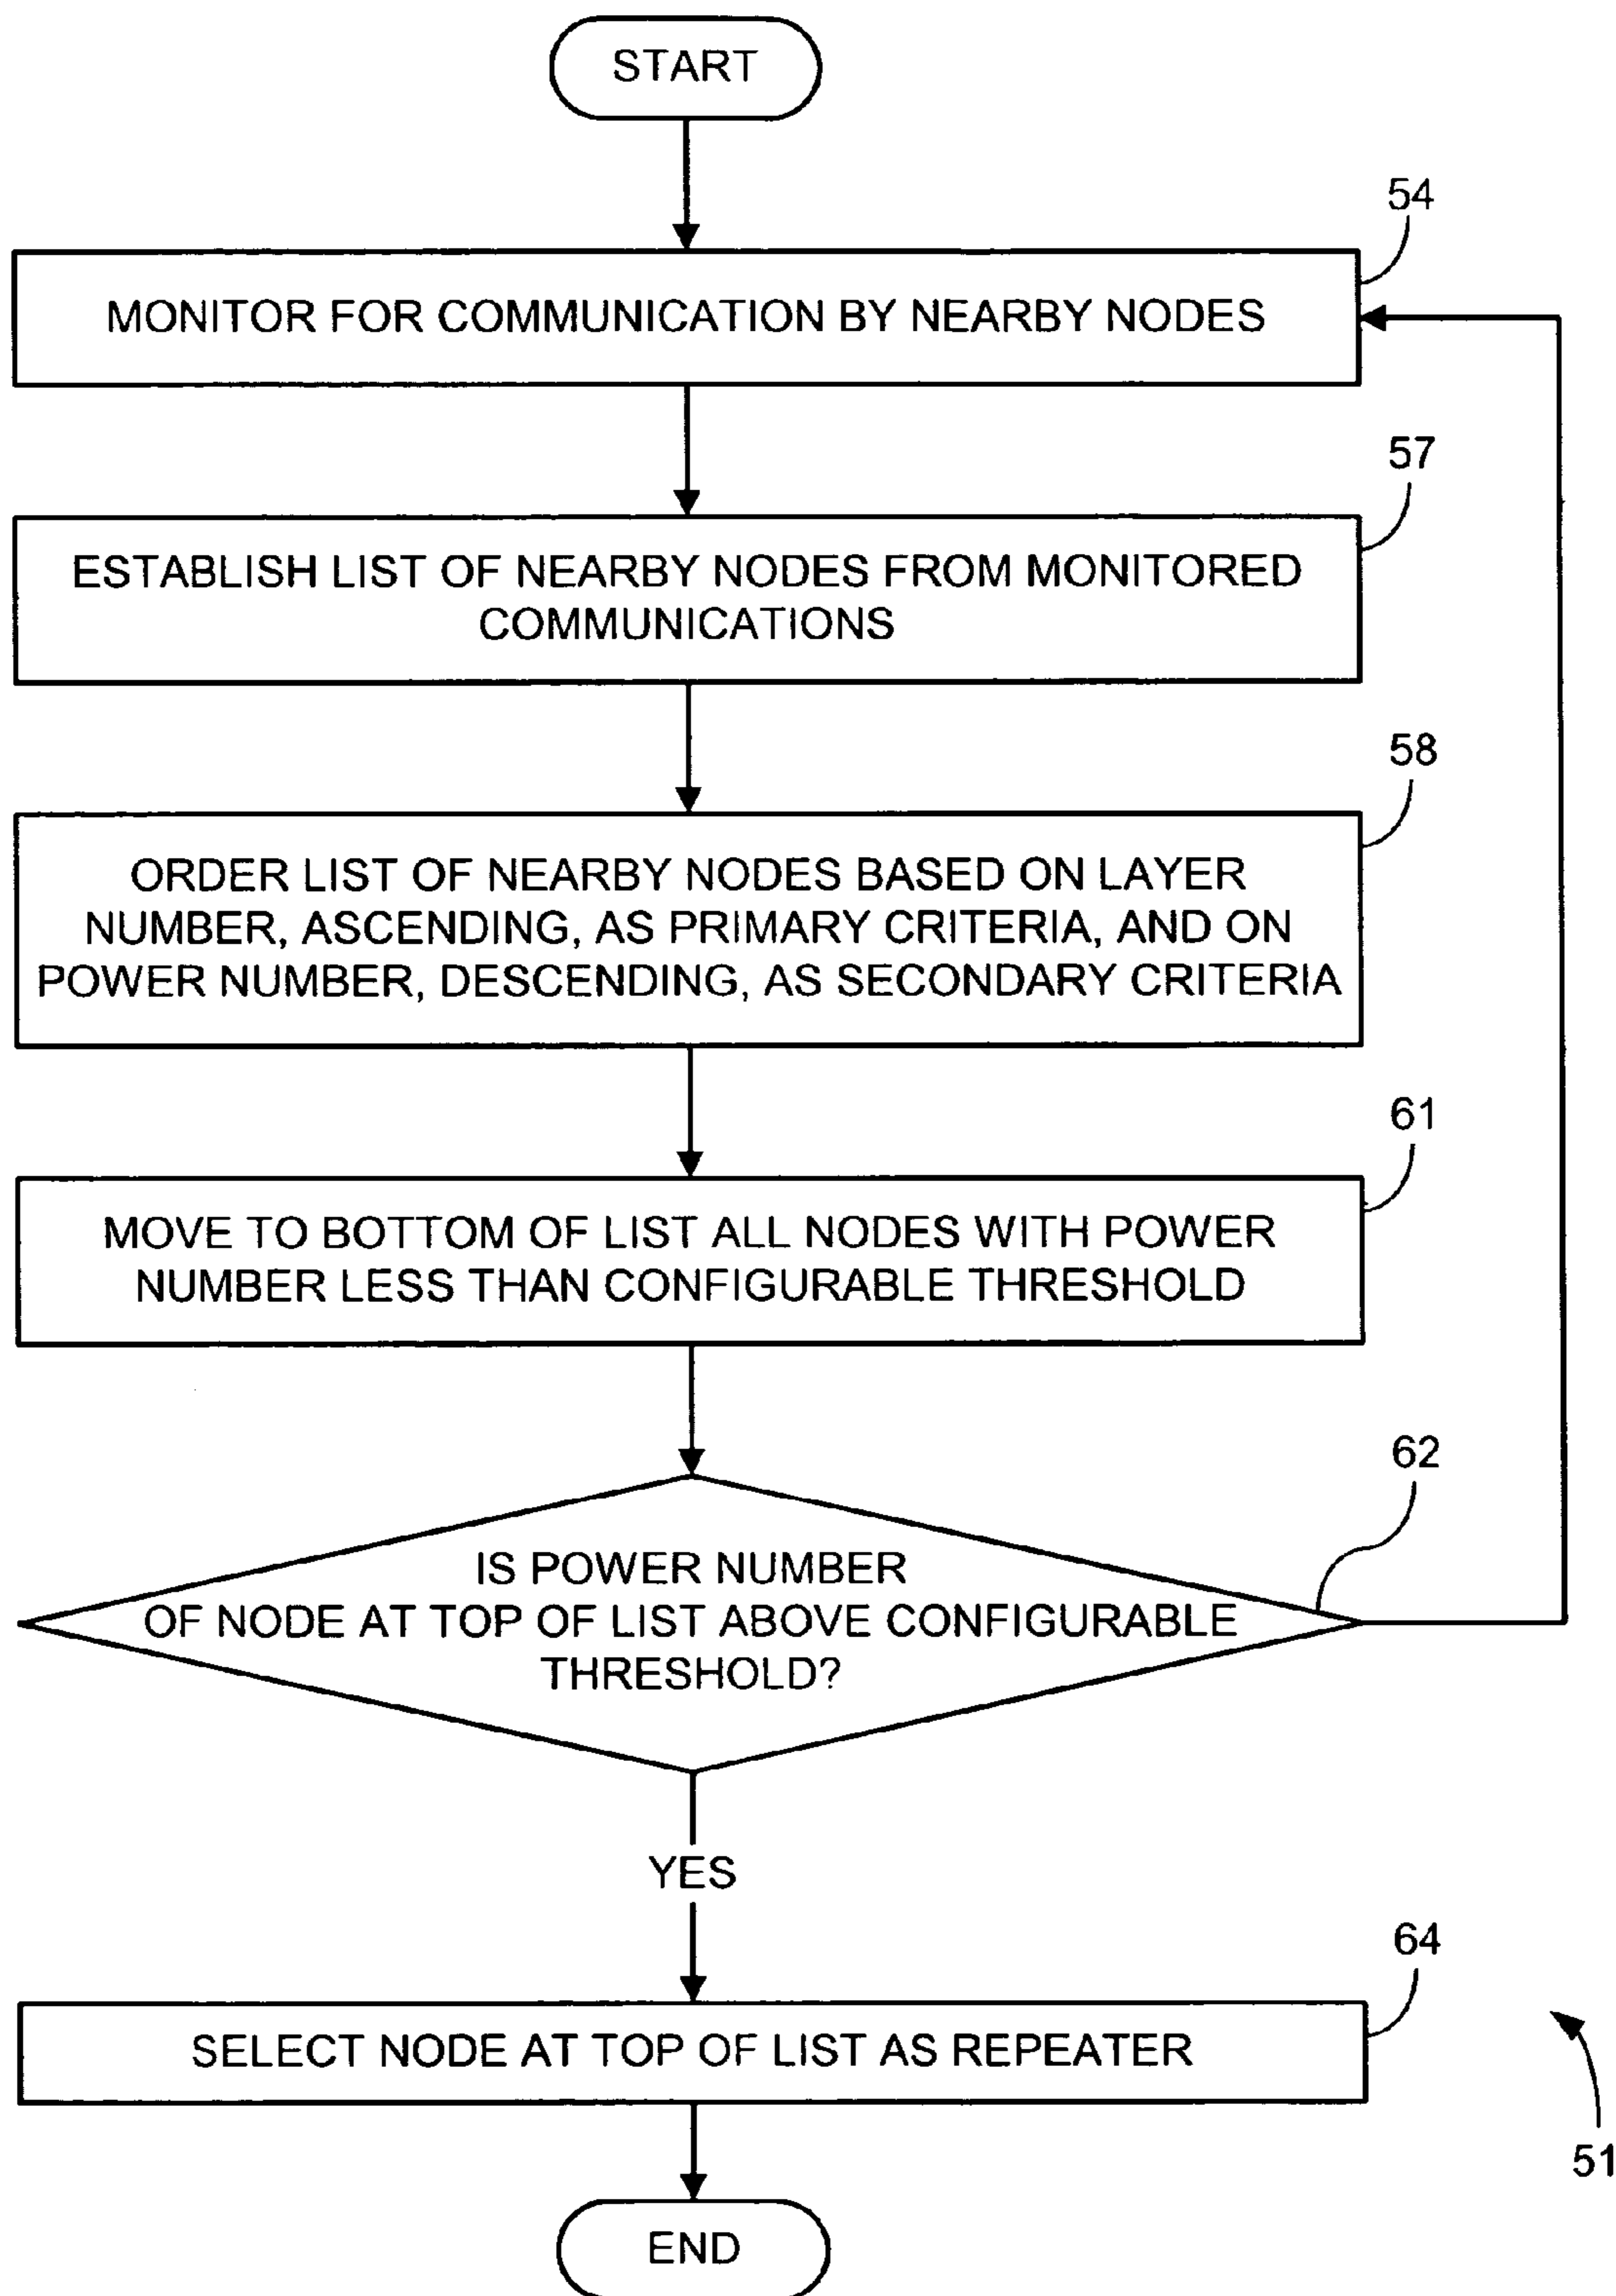 START
54
MONITOR FOR COMMUNICATION BY NEARBY NODES
57
ESTABLISH LIST OF NEARBY NODES FROM MONITORED
COMMUNICATIONS
58
ORDER LIST OF NEARBY NODES BASED ON LAYER
NUMBER, ASCENDING, AS PRIMARY CRITERIA, AND ON
POWER NUMBER, DESCENDING, AS SECONDARY CRITERIA
61
MOVE TO BOTTOM OF LIST ALL NODES WITH POWER
NUMBER LESS THAN CONFIGURABLE THRESHOLD
62
IS POWER NUMBER
OF NODE AT TOP OF LIST ABOVE CONFIGURABLE
THRESHOLD?
YES
64
SELECT NODE AT TOP OF LIST AS REPEATER
51
END